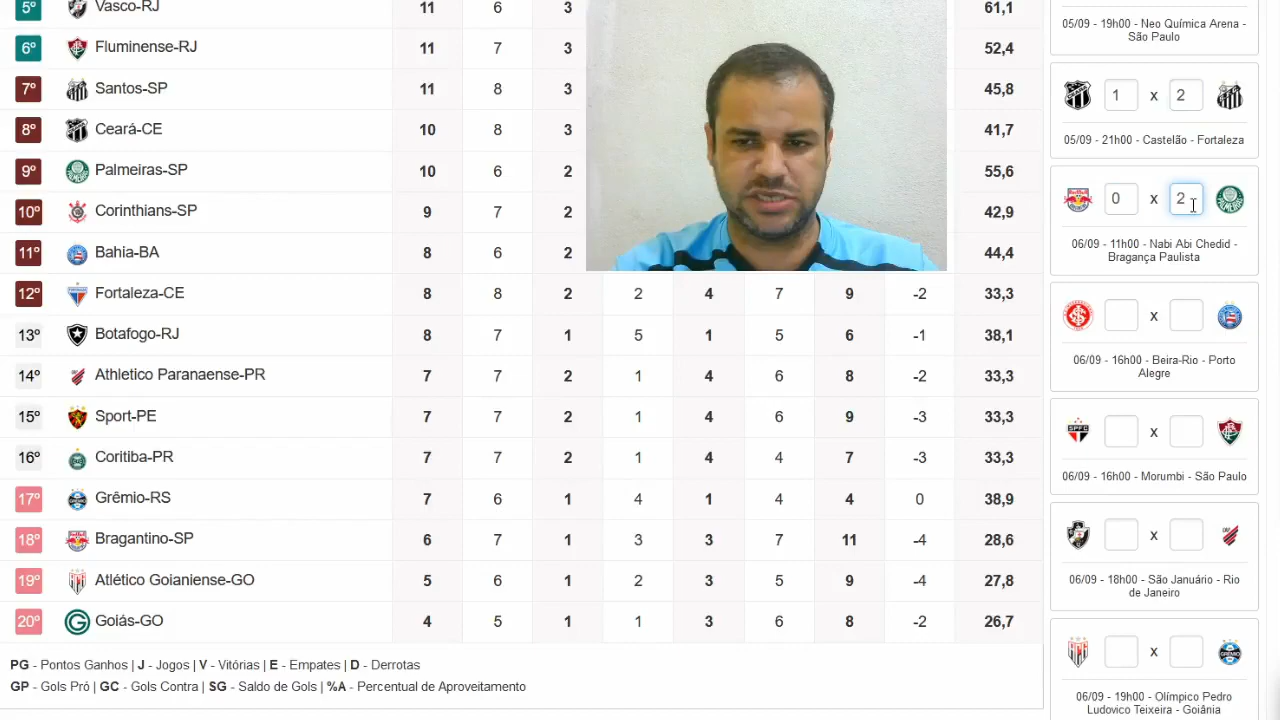 5º Vasco-RJ 11 6 3 61,1
6º Fluminense-RJ 11 7 3 52,4
7º Santos-SP 11 8 3 45,8
8º Ceará-CE 10 8 3 41,7
9º Palmeiras-SP 10 6 2 55,6
10º Corinthians-SP 9 7 2 42,9
11º Bahia-BA 8 6 2 44,4
12º Fortaleza-CE 8 8 2 2 4 7 9 -2 33,3
13º Botafogo-RJ 8 7 1 5 1 5 6 -1 38,1
14º Athletico Paranaense-PR 7 7 2 1 4 6 8 -2 33,3
15º Sport-PE 7 7 2 1 4 6 9 -3 33,3
16º Coritiba-PR 7 7 2 1 4 4 7 -3 33,3
17º Grêmio-RS 7 6 1 4 1 4 4 0 38,9
18º Bragantino-SP 6 7 1 3 3 7 11 -4 28,6
19º Atlético Goianiense-GO 5 6 1 2 3 5 9 -4 27,8
20º Goiás-GO 4 5 1 1 3 6 8 -2 26,7
PG - Pontos Ganhos | J - Jogos | V - Vitórias | E - Empates | D - Derrotas
GP - Gols Pró | GC - Gols Contra | SG - Saldo de Gols | %A - Percentual de Aproveitamento
05/09 - 19h00 - Neo Química Arena -
São Paulo
1 x 2
05/09 - 21h00 - Castelão - Fortaleza
0 x 2
06/09 - 11h00 - Nabi Abi Chedid -
Bragança Paulista
x
06/09 - 16h00 - Beira-Rio - Porto
Alegre
SPFC x
06/09 - 16h00 - Morumbi - São Paulo
x
06/09 - 18h00 - São Januário - Rio
de Janeiro
x
06/09 - 19h00 - Olímpico Pedro
Ludovico Teixeira - Goiânia